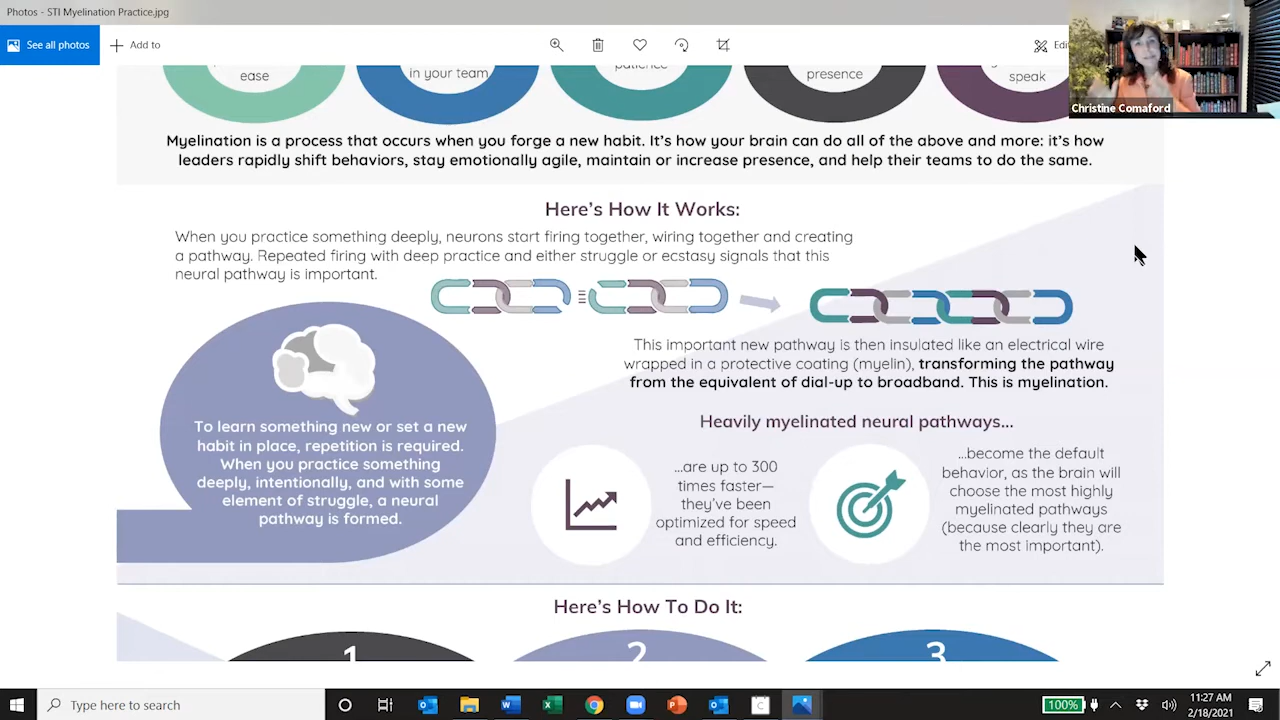 Photos - STI Myelination Practice.jpg
See all photos
Add to
Edi
Christine Comaford
ease
in your team
patience
presence
speak
Myelination is a process that occurs when you forge a new habit. It's how your brain can do all of the above and more: it's how
leaders rapidly shift behaviors, stay emotionally agile, maintain or increase presence, and help their teams to do the same.
Here's How It Works:
When you practice something deeply, neurons start firing together, wiring together and creating
a pathway. Repeated firing with deep practice and either struggle or ecstasy signals that this
neural pathway is important.
This important new pathway is then insulated like an electrical wire
wrapped in a protective coating (myelin), transforming the pathway
from the equivalent of dial-up to broadband. This is myelination.
To learn something new or set a new
habit in place, repetition is required.
When you practice something
deeply, intentionally, and with some
element of struggle, a neural
pathway is formed.
Heavily myelinated neural pathways...
...are up to 300
times faster—
they've been
optimized for speed
and efficiency.
...become the default
behavior, as the brain will
choose the most highly
myelinated pathways
(because clearly they are
the most important).
Here's How To Do It:
1
2
3
Type here to search
100%
11:27 AM
2/18/2021